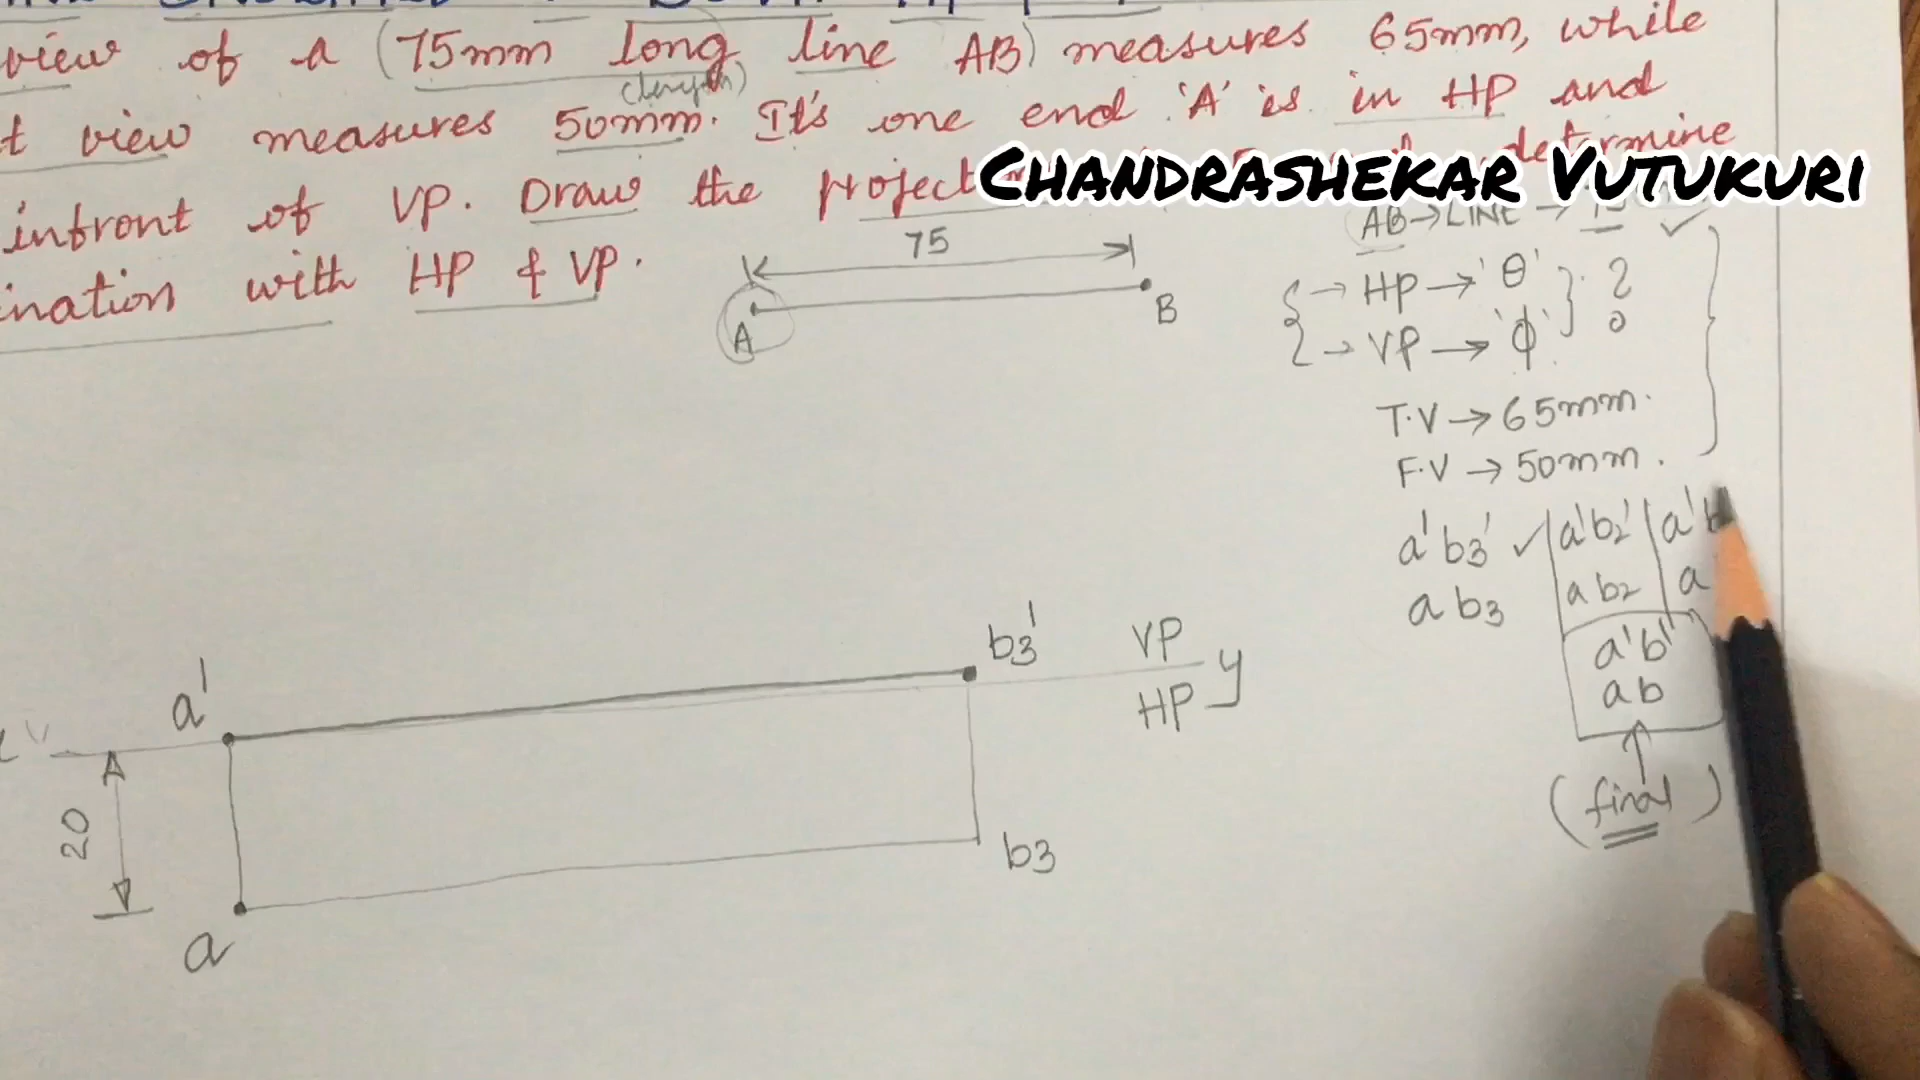 view of a (75mm long line AB) measures 65mm, while
(length)
t view measures 50mm. It's one end 'A' is in HP and
infront of VP. Draw the project determine
CHANDRASHEKAR VUTUKURI
ination with HP & VP.
75
A
B
AB→LINE→
→ HP→'θ' } ?
→ VP→'ϕ'
T.V→65mm.
F.V→50mm.
a'b3' ✓ | a'b2' | a'b
ab3 | ab2 | a
a'b'
ab
(final)
a'
b3'
VP
HP
y
20
a
b3